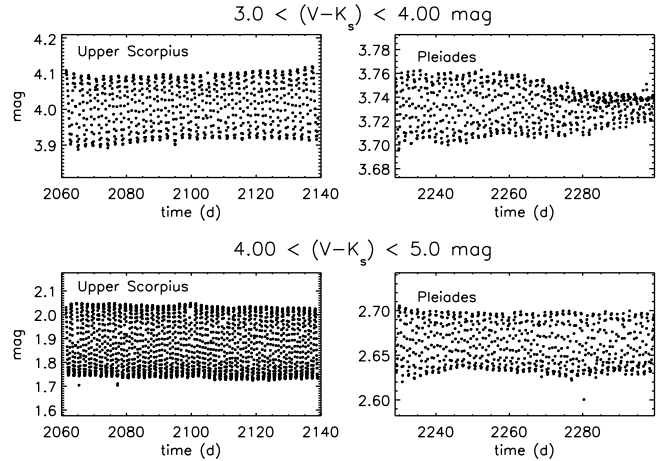 3.0 < (V−Ks) < 4.00 mag
Upper Scorpius
Pleiades
4.2
4.1
4.0
3.9
mag
3.78
3.76
3.74
3.72
3.70
3.68
3.66
2060 2080 2100 2120 2140
2240 2260 2280
time (d)
time (d)
4.00 < (V−Ks) < 5.0 mag
Upper Scorpius
Pleiades
2.1
2.0
1.9
1.8
1.7
1.6
mag
2.70
2.65
2.60
2060 2080 2100 2120 2140
2240 2260 2280
time (d)
time (d)